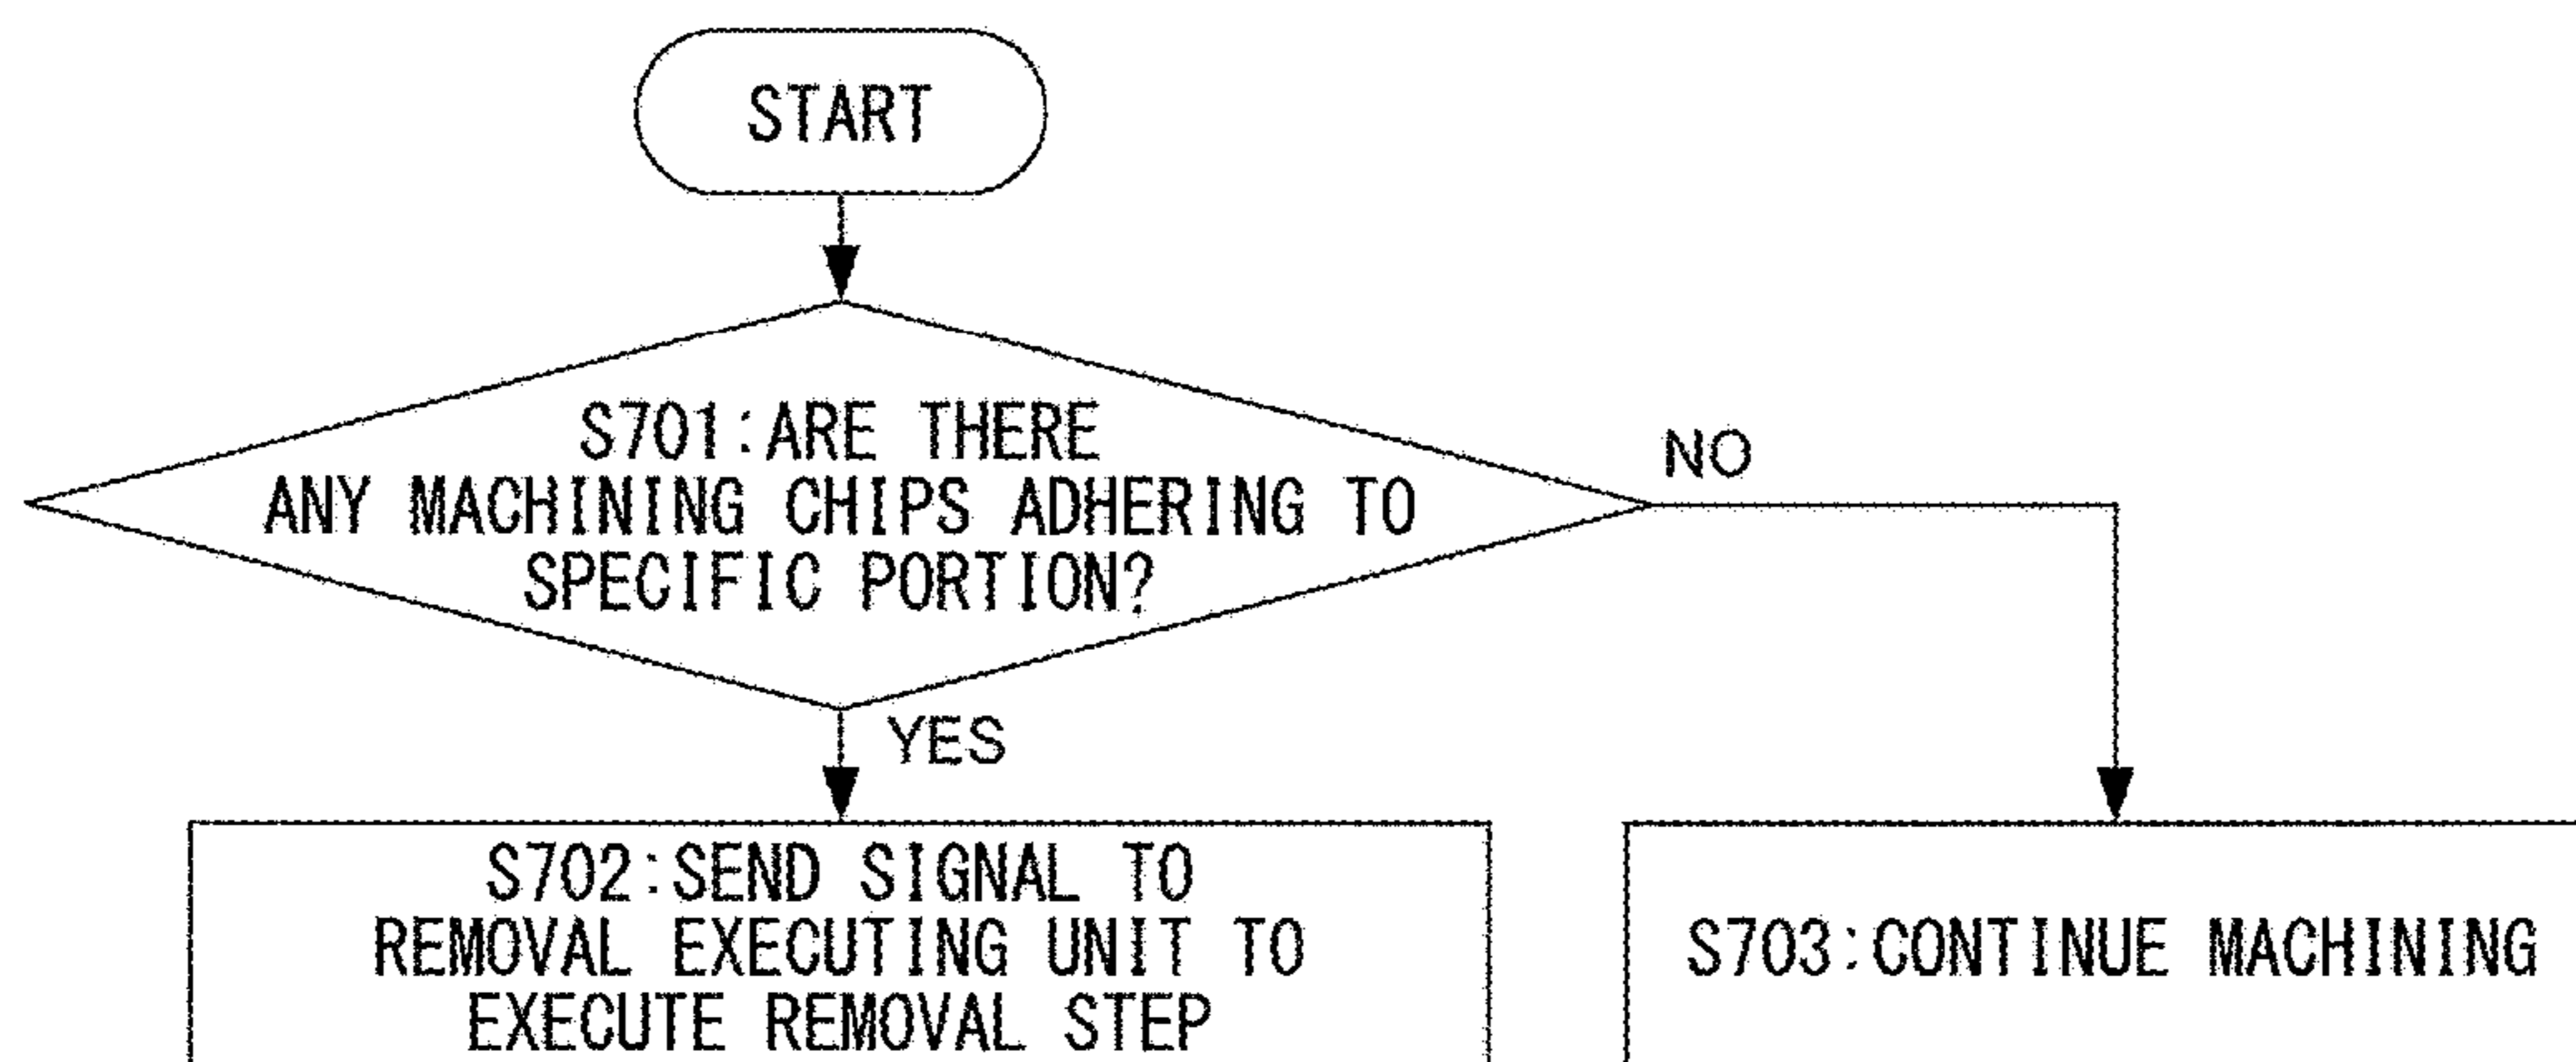 START
S701:ARE THERE
ANY MACHINING CHIPS ADHERING TO
SPECIFIC PORTION?
NO
YES
S702:SEND SIGNAL TO
REMOVAL EXECUTING UNIT TO
EXECUTE REMOVAL STEP
S703:CONTINUE MACHINING